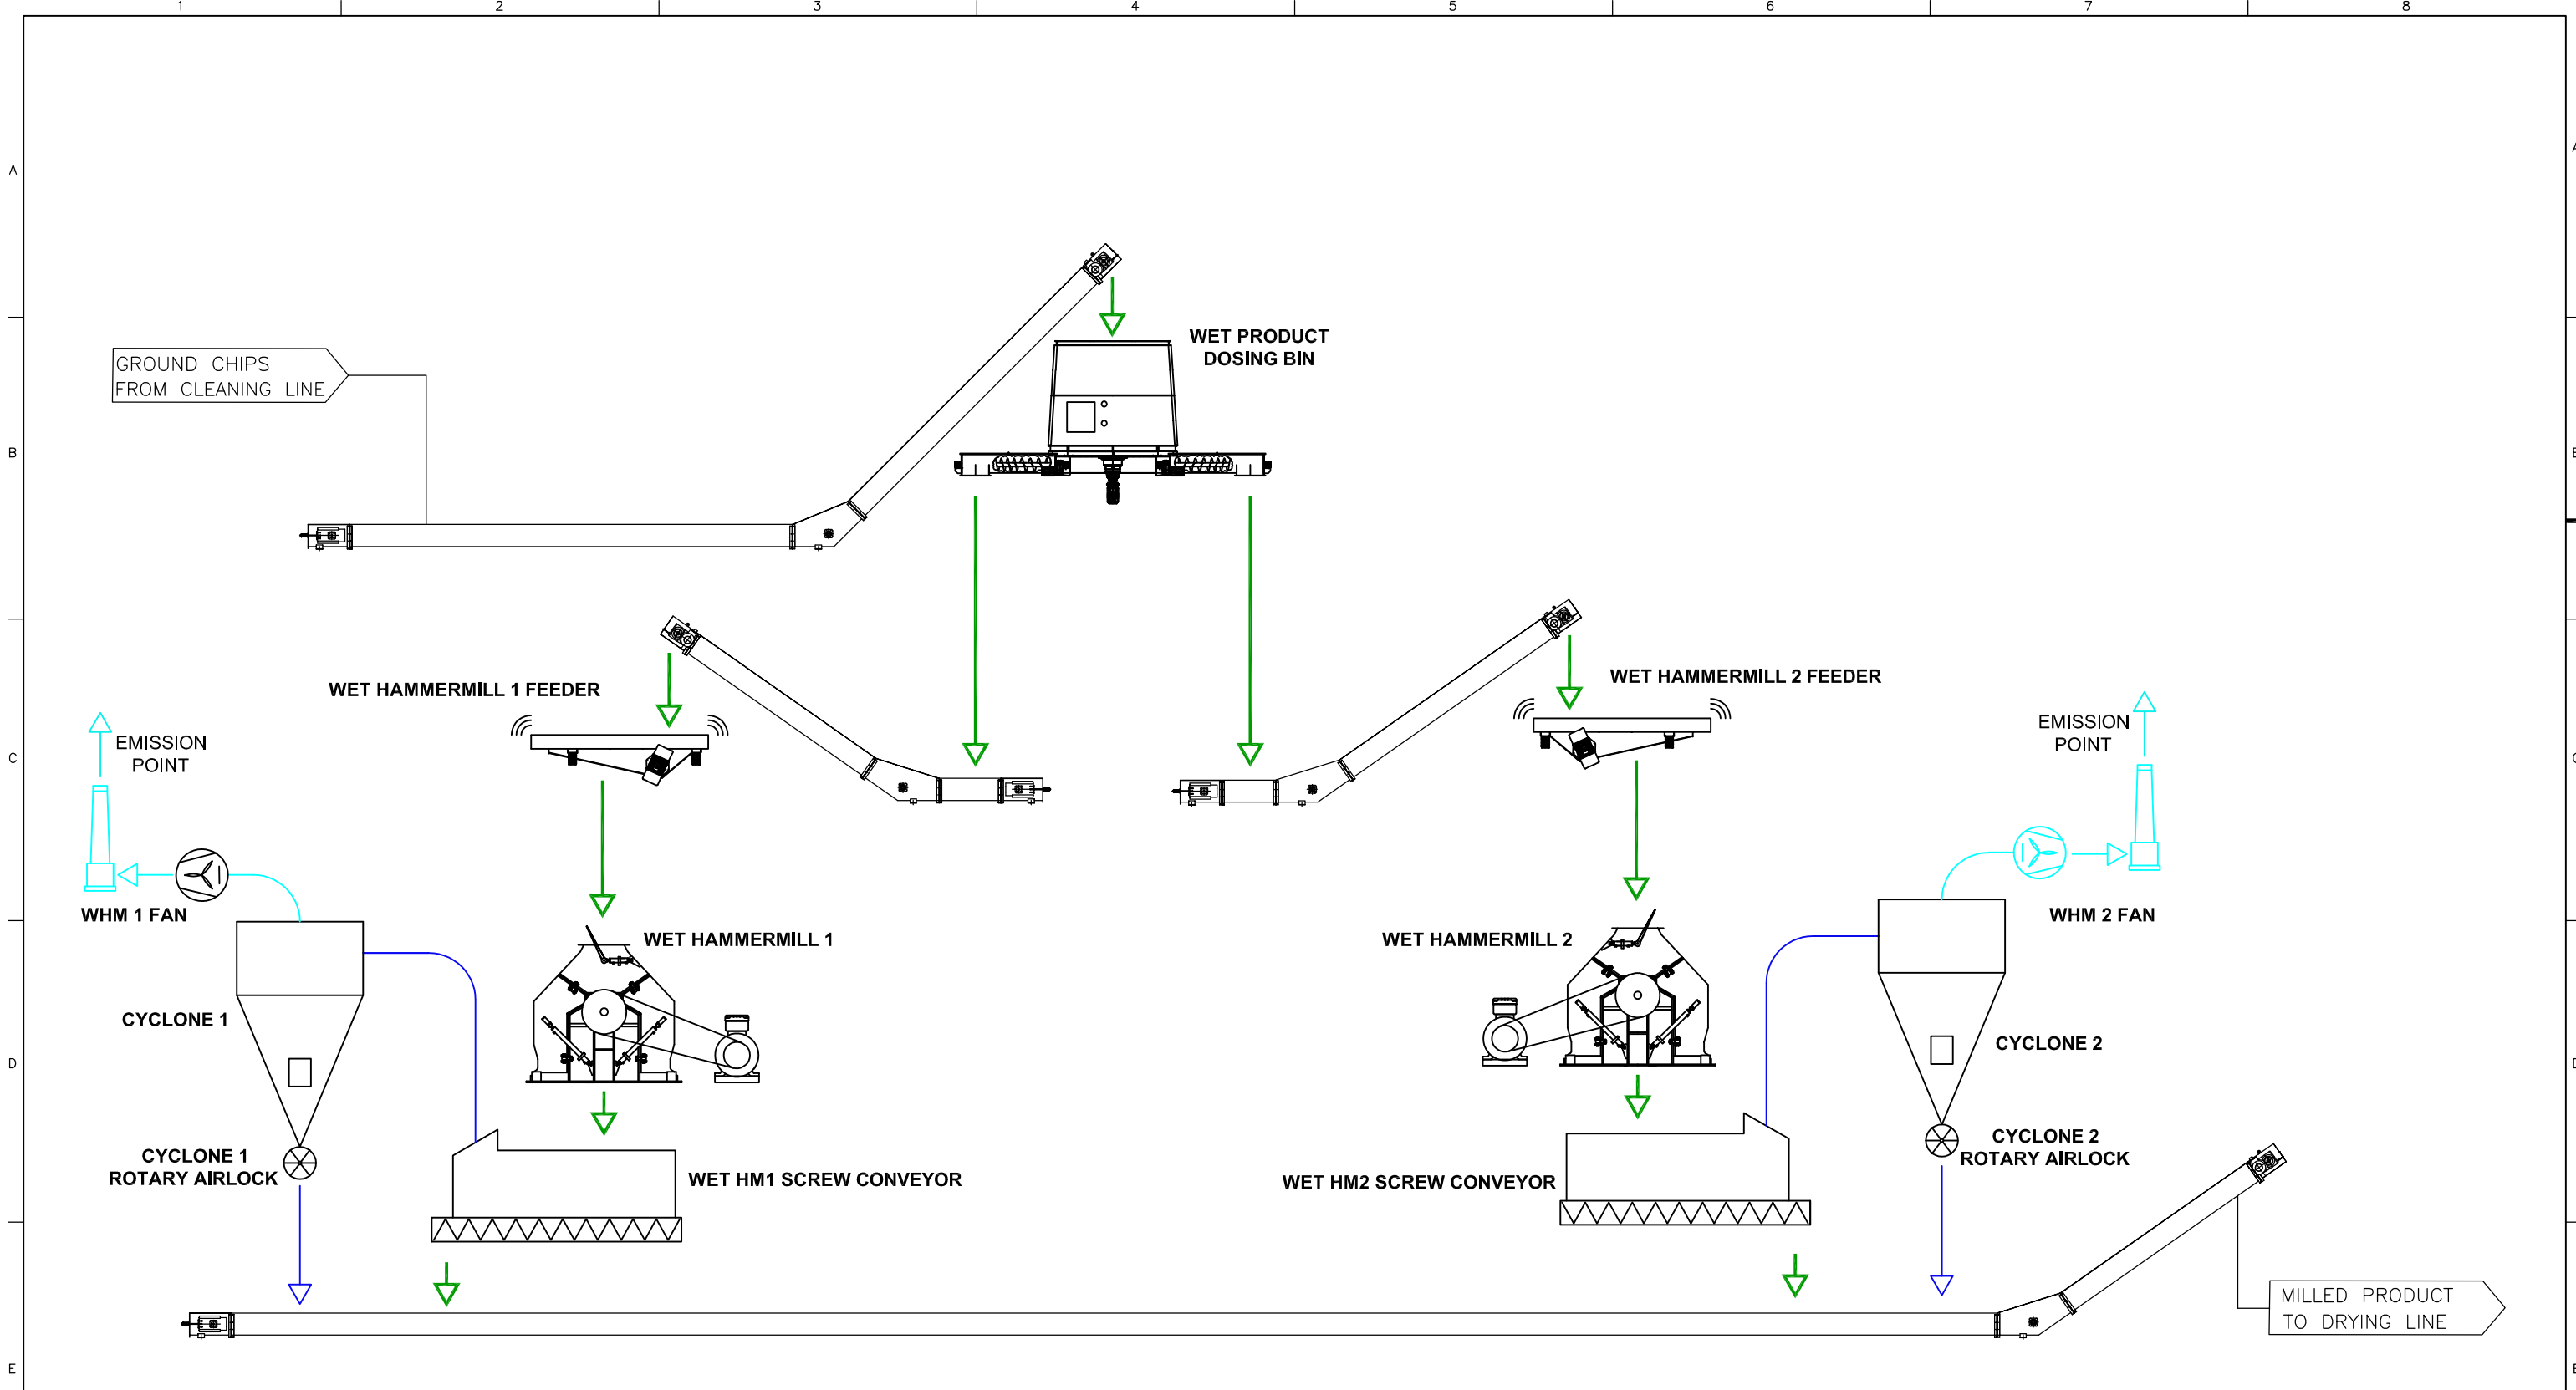 1 2 3 4 5 6 7 8
A
A
WET PRODUCT
DOSING BIN
GROUND CHIPS
FROM CLEANING LINE
B
WET HAMMERMILL 1 FEEDER
WET HAMMERMILL 2 FEEDER
EMISSION
POINT
EMISSION
POINT
C
WHM 1 FAN
WHM 2 FAN
WET HAMMERMILL 1
WET HAMMERMILL 2
CYCLONE 1
CYCLONE 2
D
CYCLONE 1
ROTARY AIRLOCK
CYCLONE 2
ROTARY AIRLOCK
WET HM1 SCREW CONVEYOR
WET HM2 SCREW CONVEYOR
MILLED PRODUCT
TO DRYING LINE
E